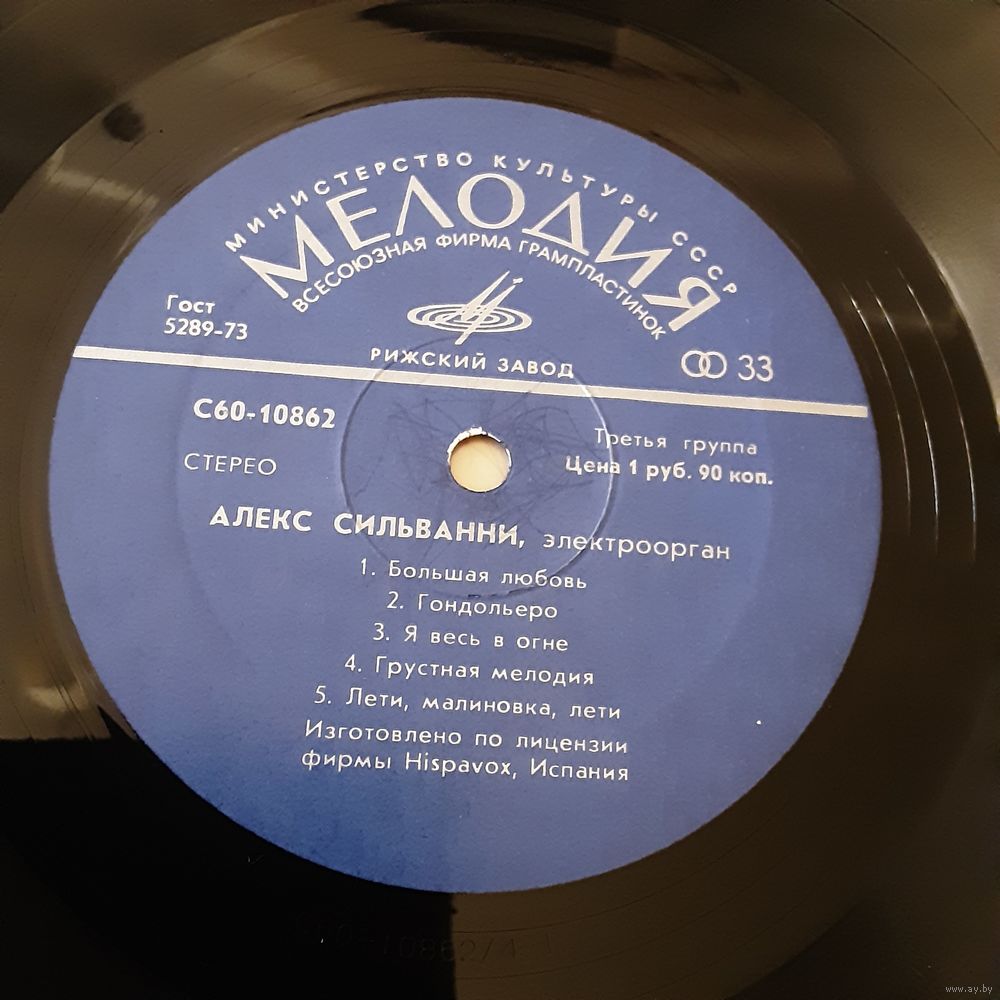 МИНИСТЕРСТВО КУЛЬТУРЫ СССР
МЕЛОДИЯ
ВСЕСОЮЗНАЯ ФИРМА ГРАМПЛАСТИНОК
Гост
5289-73
РИЖСКИЙ ЗАВОД
33
С60-10862
Третья группа
СТЕРЕО
Цена 1 руб. 90 коп.
АЛЕКС СИЛЬВАННИ, электроорган
1. Большая любовь
2. Гондольеро
3. Я весь в огне
4. Грустная мелодия
5. Лети, малиновка, лети
Изготовлено по лицензии
фирмы Hispavox, Испания
www.ay.by